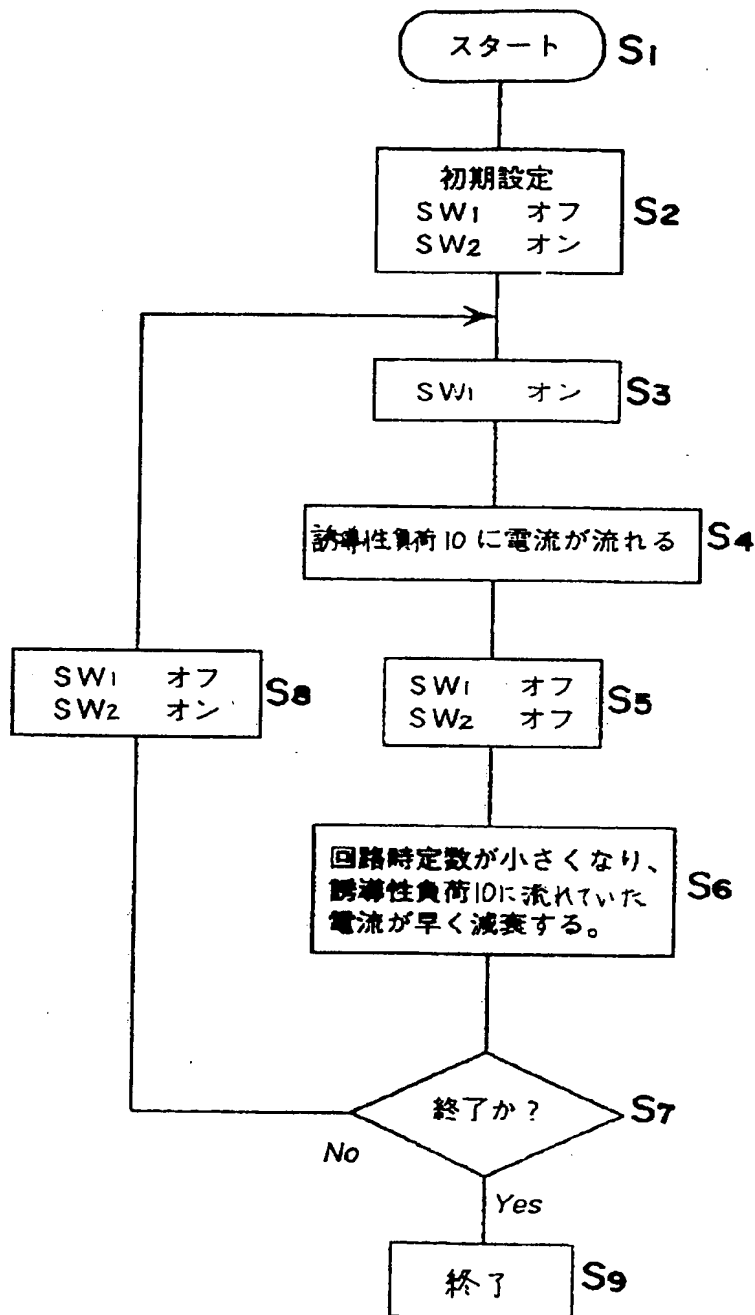 スタート S1
初期設定
SW1 オフ S2
SW2 オン
SW1 オン S3
誘導性負荷10に電流が流れる S4
SW1 オフ S8
SW2 オン
SW1 オフ S5
SW2 オフ
回路時定数が小さくなり、
誘導性負荷10に流れていた S6
電流が早く減衰する。
終了か? S7
No
Yes
終了 S9